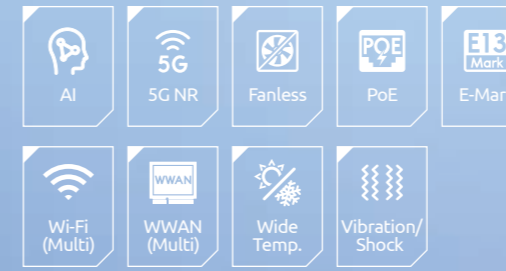 5G
POE
E13
Mark
AI
5G NR
Fanless
PoE
E-Mar
WWAN
Wi-Fi
(Multi)
WWAN
(Multi)
Wide
Temp.
Vibration/
Shock